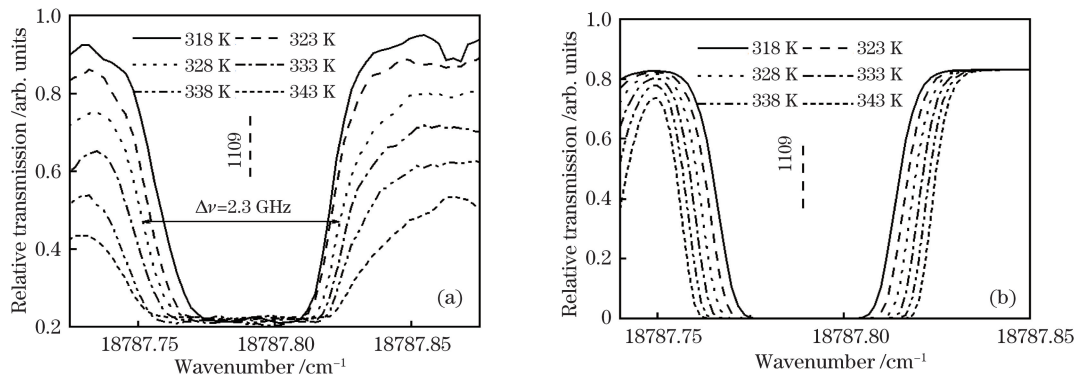 1.0
0.8
0.6
0.4
0.2
Relative transmission /arb. units
318 K 323 K
328 K 333 K
338 K 343 K
1109
Δν=2.3 GHz
(a)
18787.75 18787.80 18787.85
Wavenumber /cm⁻¹
1.0
0.8
0.6
0.4
0.2
0
Relative transmission /arb. units
318 K 323 K
328 K 333 K
338 K 343 K
1109
(b)
18787.75 18787.80 18787.85
Wavenumber /cm⁻¹